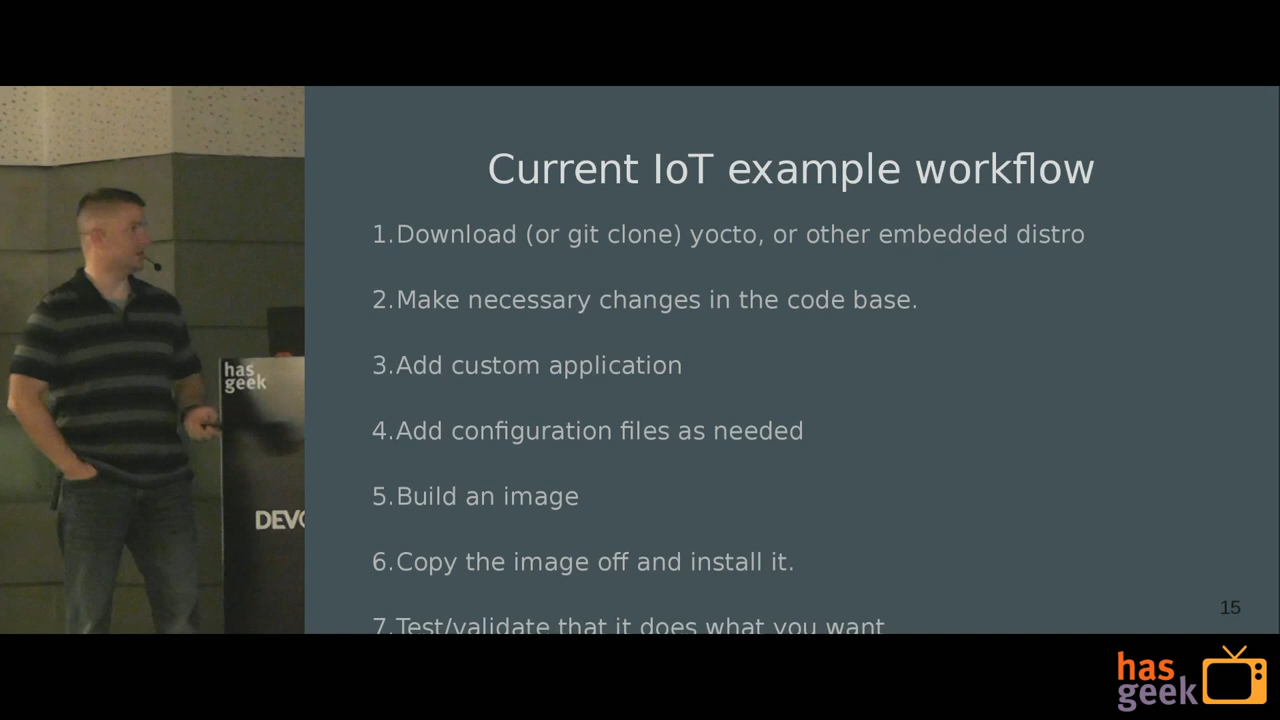 Current IoT example workflow
1.Download (or git clone) yocto, or other embedded distro
2.Make necessary changes in the code base.
3.Add custom application
4.Add configuration files as needed
5.Build an image
6.Copy the image off and install it.
7.Test/validate that it does what you want
15
has
geek
DEVC
has
geek